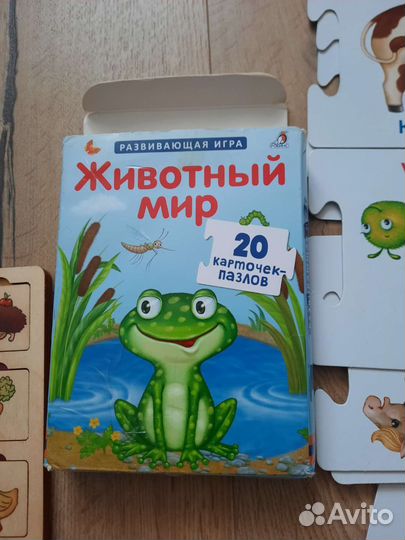 РАЗВИВАЮЩАЯ ИГРА
Животный
мир
20
карточек-
пазлов
Avito